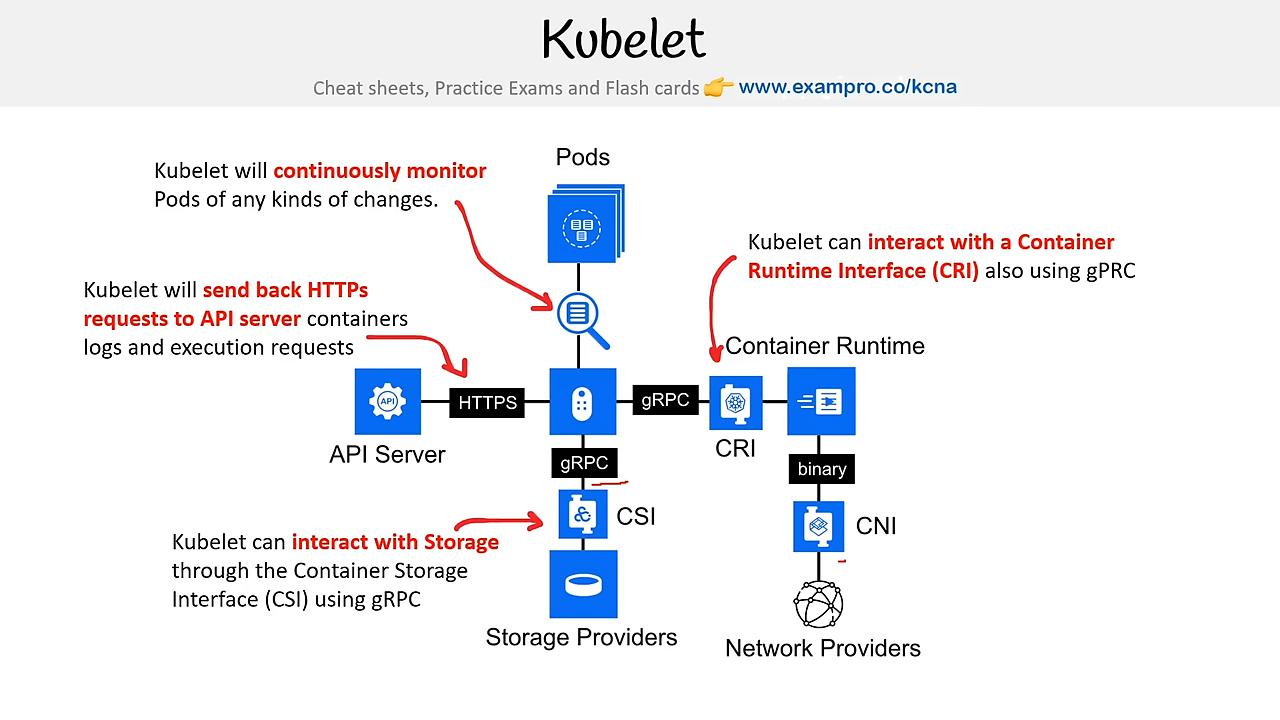 Kubelet
Cheat sheets, Practice Exams and Flash cards 👉 www.exampro.co/kcna
Pods
Kubelet will continuously monitor
Pods of any kinds of changes.
Kubelet can interact with a Container
Runtime Interface (CRI) also using gPRC
Kubelet will send back HTTPs
requests to API server containers
logs and execution requests
Container Runtime
API
HTTPS
gRPC
API Server
CRI
gRPC
binary
CSI
CNI
Kubelet can interact with Storage
through the Container Storage
Interface (CSI) using gRPC
Storage Providers
Network Providers